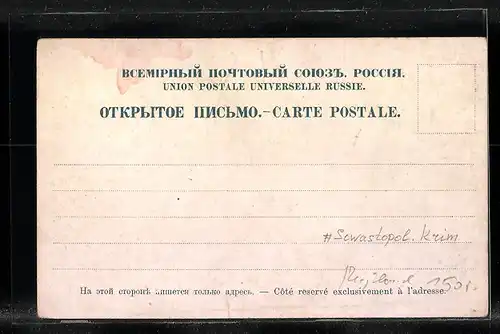 ВСЕМІРНЫЙ ПОЧТОВЫЙ СОЮЗЪ. РОССІЯ.
UNION POSTALE UNIVERSELLE RUSSIE.
ОТКРЫТОЕ ПИСЬМО.–CARTE POSTALE.
#Sewastopol. Krim
На этой сторонѣ пишется только адресъ. — Côté reservé exclusivement à l'adresse.